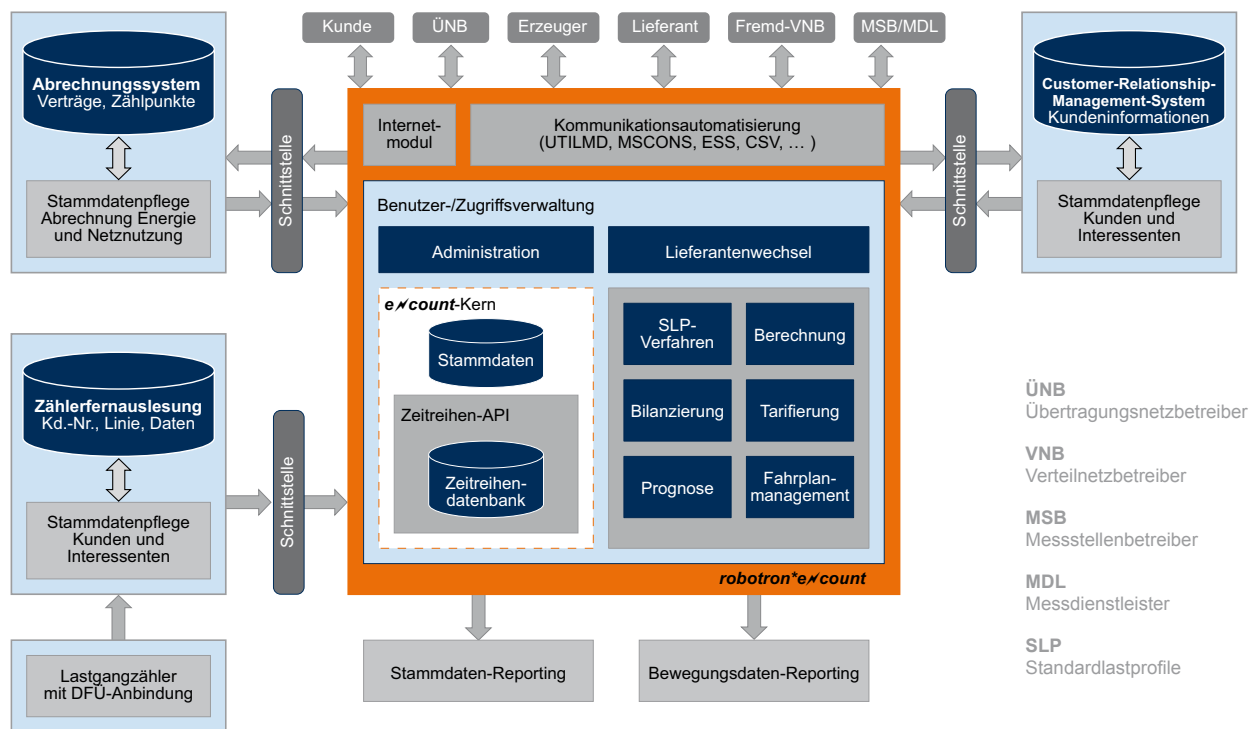 Kunde
ÜNB
Erzeuger
Lieferant
Fremd-VNB
MSB/MDL
Abrechnungssystem
Verträge, Zählpunkte
Stammdatenpflege
Abrechnung Energie
und Netznutzung
Schnittstelle
Internet-
modul
Kommunikationsautomatisierung
(UTILMD, MSCONS, ESS, CSV, … )
Schnittstelle
Customer-Relationship-
Management-System
Kundeninformationen
Stammdatenpflege
Kunden und
Interessenten
Benutzer-/Zugriffsverwaltung
Administration
Lieferantenwechsel
e count-Kern
Stammdaten
Zeitreihen-API
Zeitreihen-
datenbank
SLP-
Verfahren
Berechnung
Bilanzierung
Tarifierung
Prognose
Fahrplan-
management
robotron*e count
Zählerfernauslesung
Kd.-Nr., Linie, Daten
Stammdatenpflege
Kunden und
Interessenten
Schnittstelle
Lastgangzähler
mit DFÜ-Anbindung
Stammdaten-Reporting
Bewegungsdaten-Reporting
ÜNB
Übertragungsnetzbetreiber
VNB
Verteilnetzbetreiber
MSB
Messstellenbetreiber
MDL
Messdienstleister
SLP
Standardlastprofile